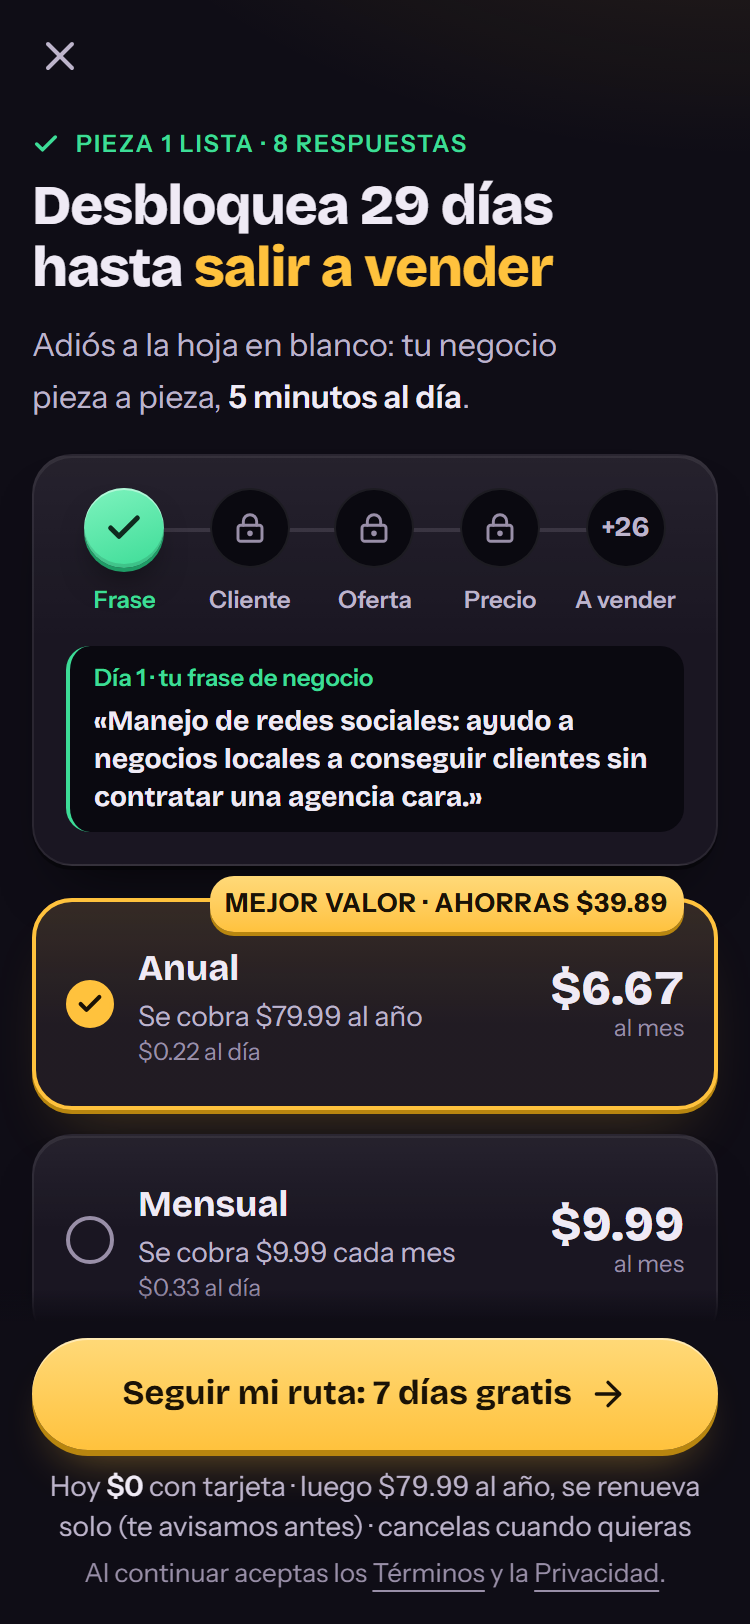 PIEZA 1 LISTA · 8 RESPUESTAS
Desbloquea 29 días
hasta salir a vender
Adiós a la hoja en blanco: tu negocio
pieza a pieza, 5 minutos al día.
+26
Frase Cliente Oferta Precio A vender
Día 1 · tu frase de negocio
«Manejo de redes sociales: ayudo a
negocios locales a conseguir clientes sin
contratar una agencia cara.»
MEJOR VALOR · AHORRAS $39.89
Anual
Se cobra $79.99 al año
$0.22 al día
$6.67
al mes
Mensual
Se cobra $9.99 cada mes
$0.33 al día
$9.99
al mes
Seguir mi ruta: 7 días gratis →
Hoy $0 con tarjeta · luego $79.99 al año, se renueva
solo (te avisamos antes) · cancelas cuando quieras
Al continuar aceptas los Términos y la Privacidad.